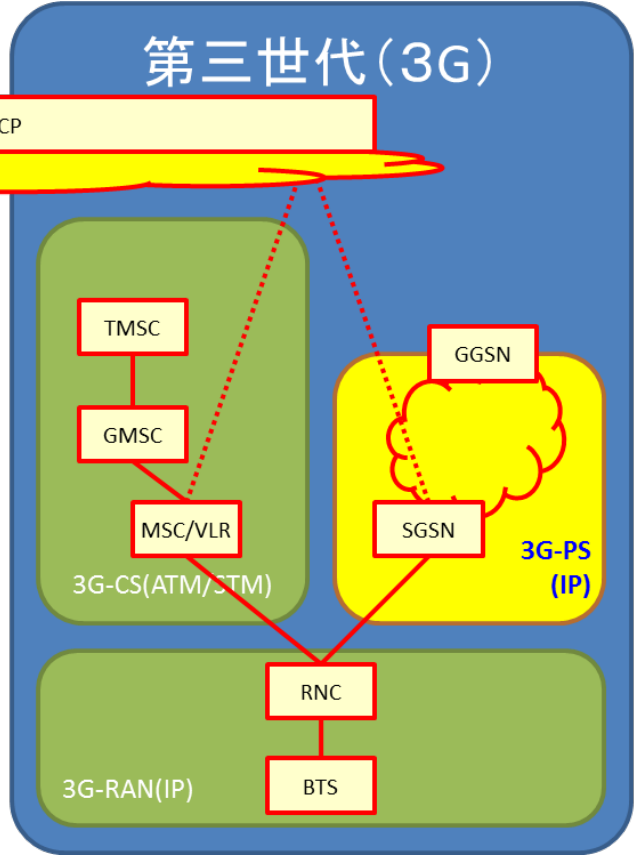 第三世代(3G)
CP
TMSC
GGSN
GMSC
MSC/VLR
SGSN
3G-PS
(IP)
3G-CS(ATM/STM)
RNC
3G-RAN(IP)
BTS